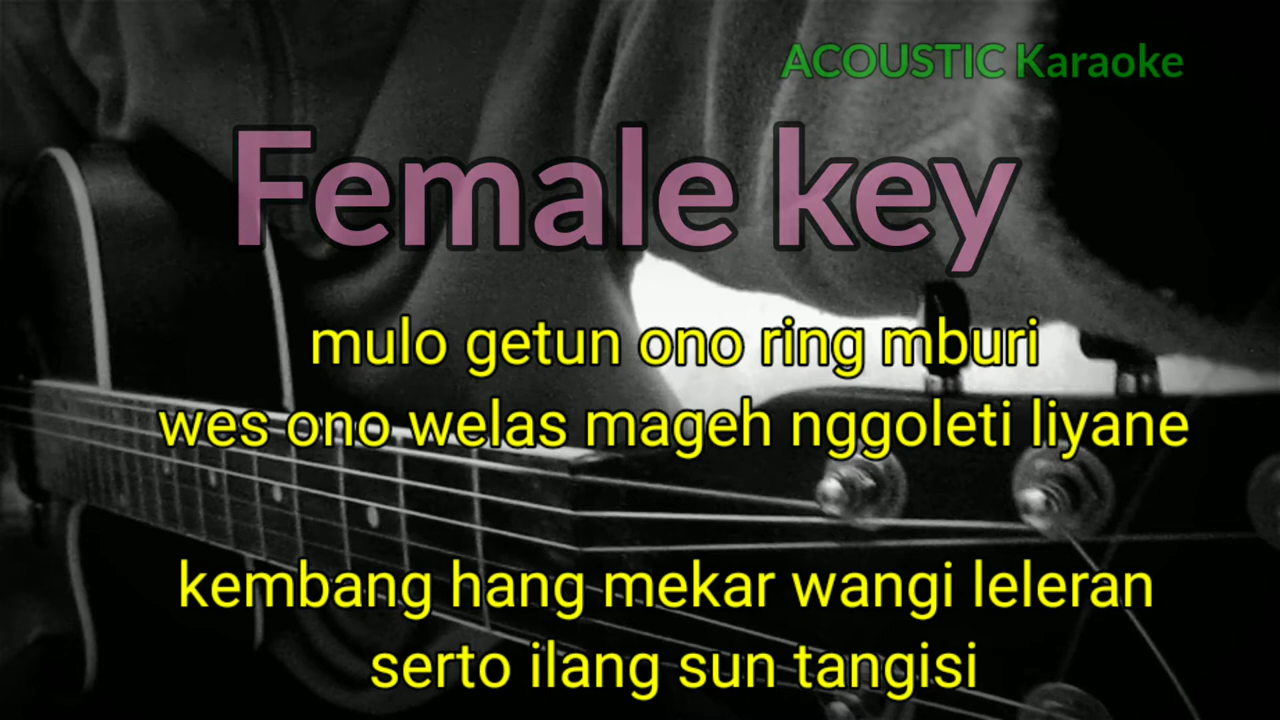 ACOUSTIC Karaoke
Female key
mulo getun ono ring mburi
wes ono welas mageh nggoleti liyane
kembang hang mekar wangi leleran
serto ilang sun tangisi